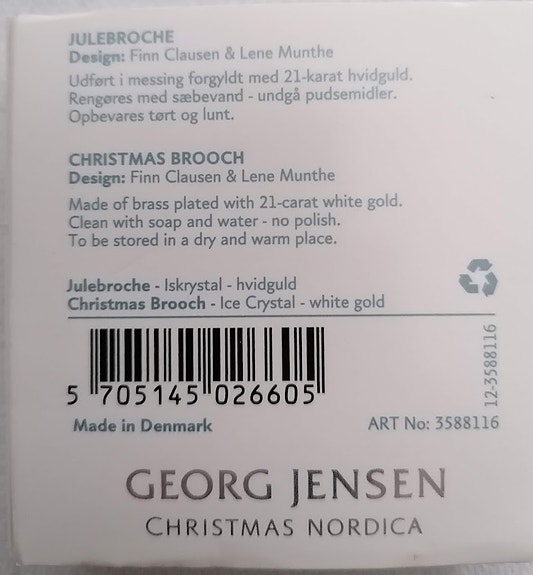 JULEBROCHE
Design: Finn Clausen & Lene Munthe
Udført i messing forgyldt med 21-karat hvidguld.
Rengøres med sæbevand - undgå pudsemidler.
Opbevares tørt og lunt.
CHRISTMAS BROOCH
Design: Finn Clausen & Lene Munthe
Made of brass plated with 21-carat white gold.
Clean with soap and water - no polish.
To be stored in a dry and warm place.
Julebroche - Iskrystal - hvidguld
Christmas Brooch - Ice Crystal - white gold
5 705145 026605
12-3588116
Made in Denmark
ART No: 3588116
GEORG JENSEN
CHRISTMAS NORDICA